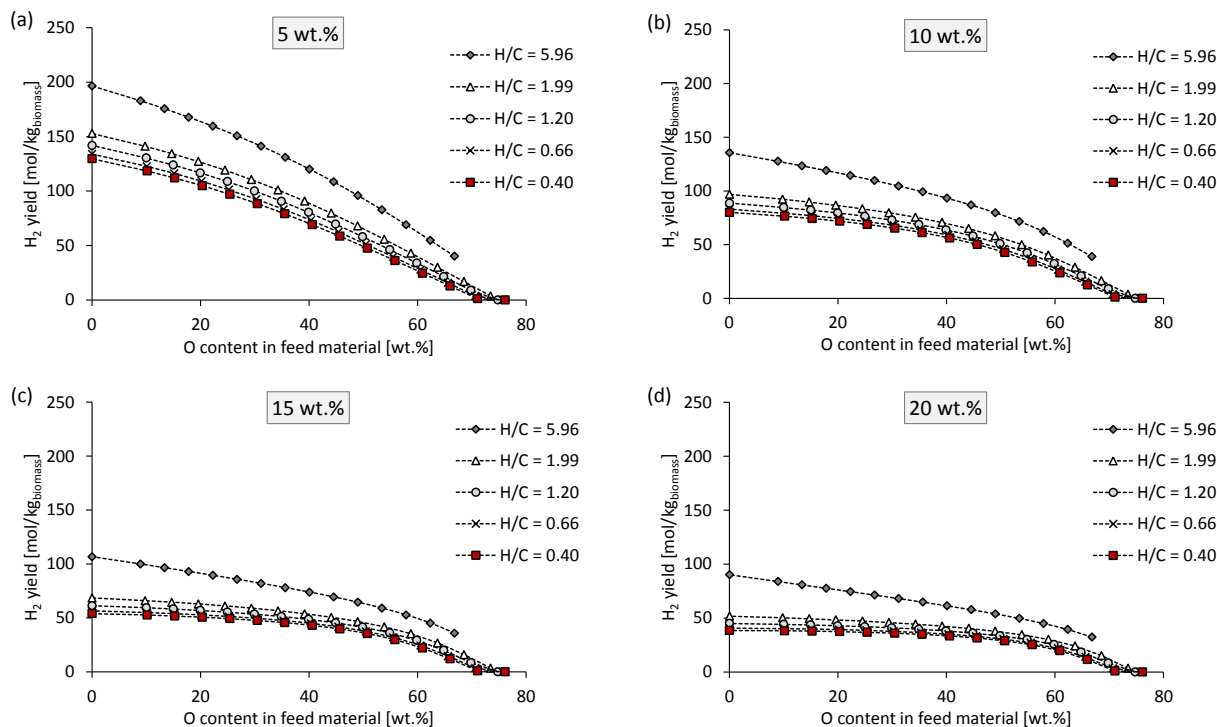 (a)
5 wt.%
H₂ yield [mol/kg_biomass]
250
200
150
100
50
0
0 20 40 60 80
O content in feed material [wt.%]
H/C = 5.96
H/C = 1.99
H/C = 1.20
H/C = 0.66
H/C = 0.40
(b)
10 wt.%
H₂ yield [mol/kg_biomass]
250
200
150
100
50
0
0 20 40 60 80
O content in feed material [wt.%]
H/C = 5.96
H/C = 1.99
H/C = 1.20
H/C = 0.66
H/C = 0.40
(c)
15 wt.%
H₂ yield [mol/kg_biomass]
250
200
150
100
50
0
0 20 40 60 80
O content in feed material [wt.%]
H/C = 5.96
H/C = 1.99
H/C = 1.20
H/C = 0.66
H/C = 0.40
(d)
20 wt.%
H₂ yield [mol/kg_biomass]
250
200
150
100
50
0
0 20 40 60 80
O content in feed material [wt.%]
H/C = 5.96
H/C = 1.99
H/C = 1.20
H/C = 0.66
H/C = 0.40